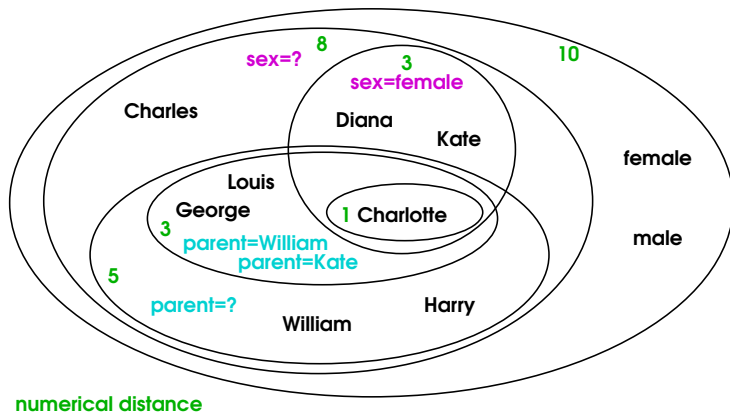 8
10
sex=?
3
sex=female
Charles
Diana
Kate
female
Louis
George
1 Charlotte
3
male
parent=William
parent=Kate
5
parent=?
Harry
William
numerical distance